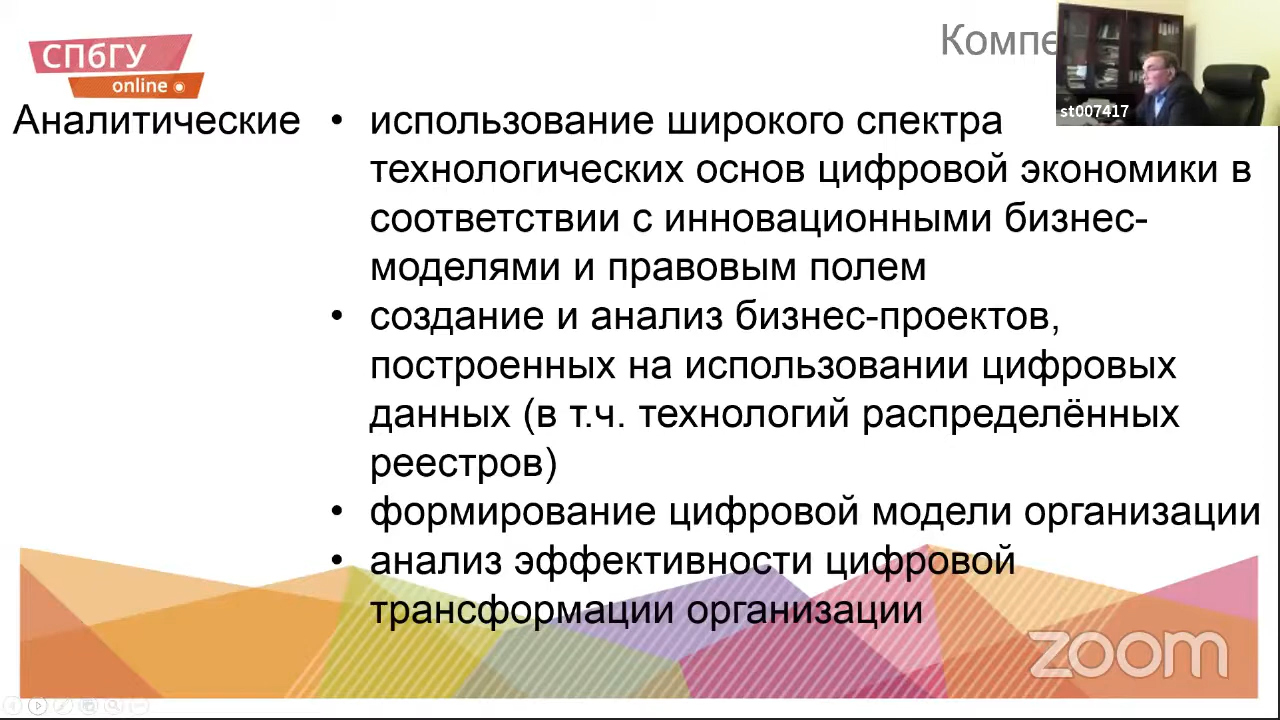 СПбГУ
online
Компе
st007417
Аналитические
• использование широкого спектра
технологических основ цифровой экономики в
соответствии с инновационными бизнес-
моделями и правовым полем
• создание и анализ бизнес-проектов,
построенных на использовании цифровых
данных (в т.ч. технологий распределённых
реестров)
• формирование цифровой модели организации
• анализ эффективности цифровой
трансформации организации
zoom